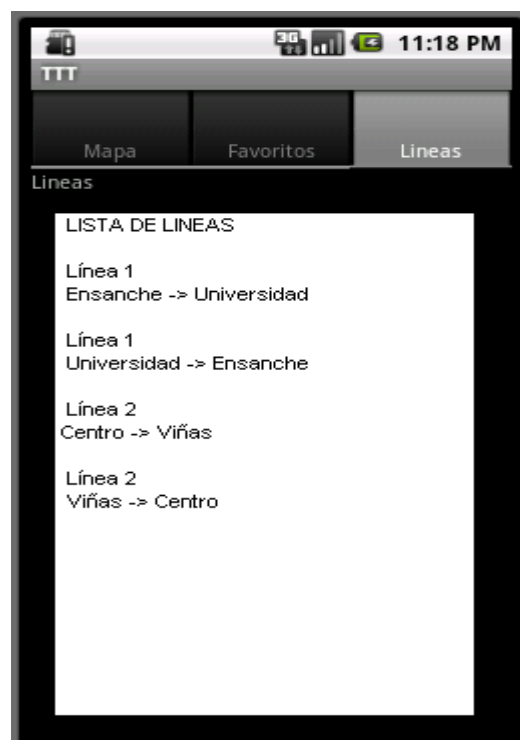 3G 11:18 PM
TTT
Mapa Favoritos Lineas
Lineas
LISTA DE LINEAS
Línea 1
Ensanche -> Universidad
Línea 1
Universidad -> Ensanche
Línea 2
Centro -> Viñas
Línea 2
Viñas -> Centro